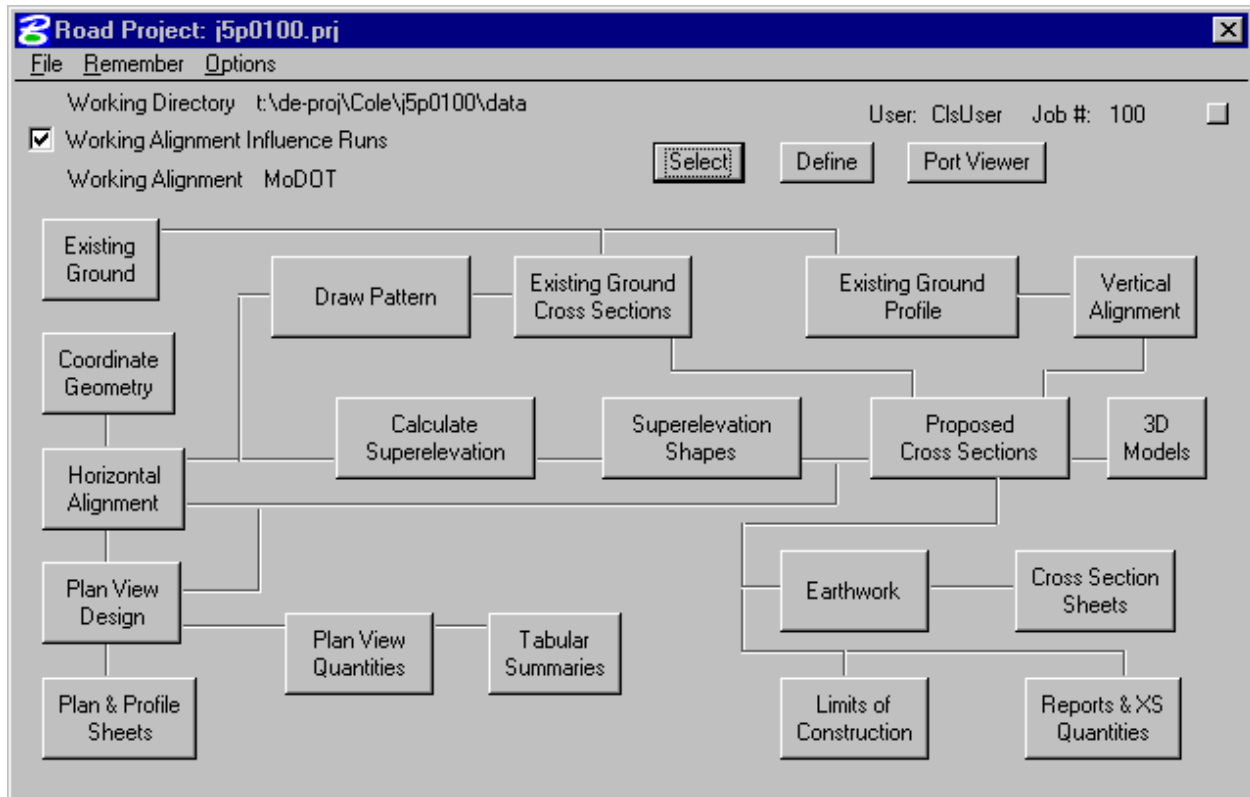 Road Project: j5p0100.prj
File Remember Options
Working Directory t:\de-proj\Cole\j5p0100\data
User: ClsUser Job #: 100
Working Alignment Influence Runs
Select Define Port Viewer
Working Alignment MoDOT
Existing
Ground
Draw Pattern
Existing Ground
Cross Sections
Existing Ground
Profile
Vertical
Alignment
Coordinate
Geometry
Calculate
Superelevation
Superelevation
Shapes
Proposed
Cross Sections
3D
Models
Horizontal
Alignment
Plan View
Design
Earthwork
Cross Section
Sheets
Plan View
Quantities
Tabular
Summaries
Plan & Profile
Sheets
Limits of
Construction
Reports & XS
Quantities